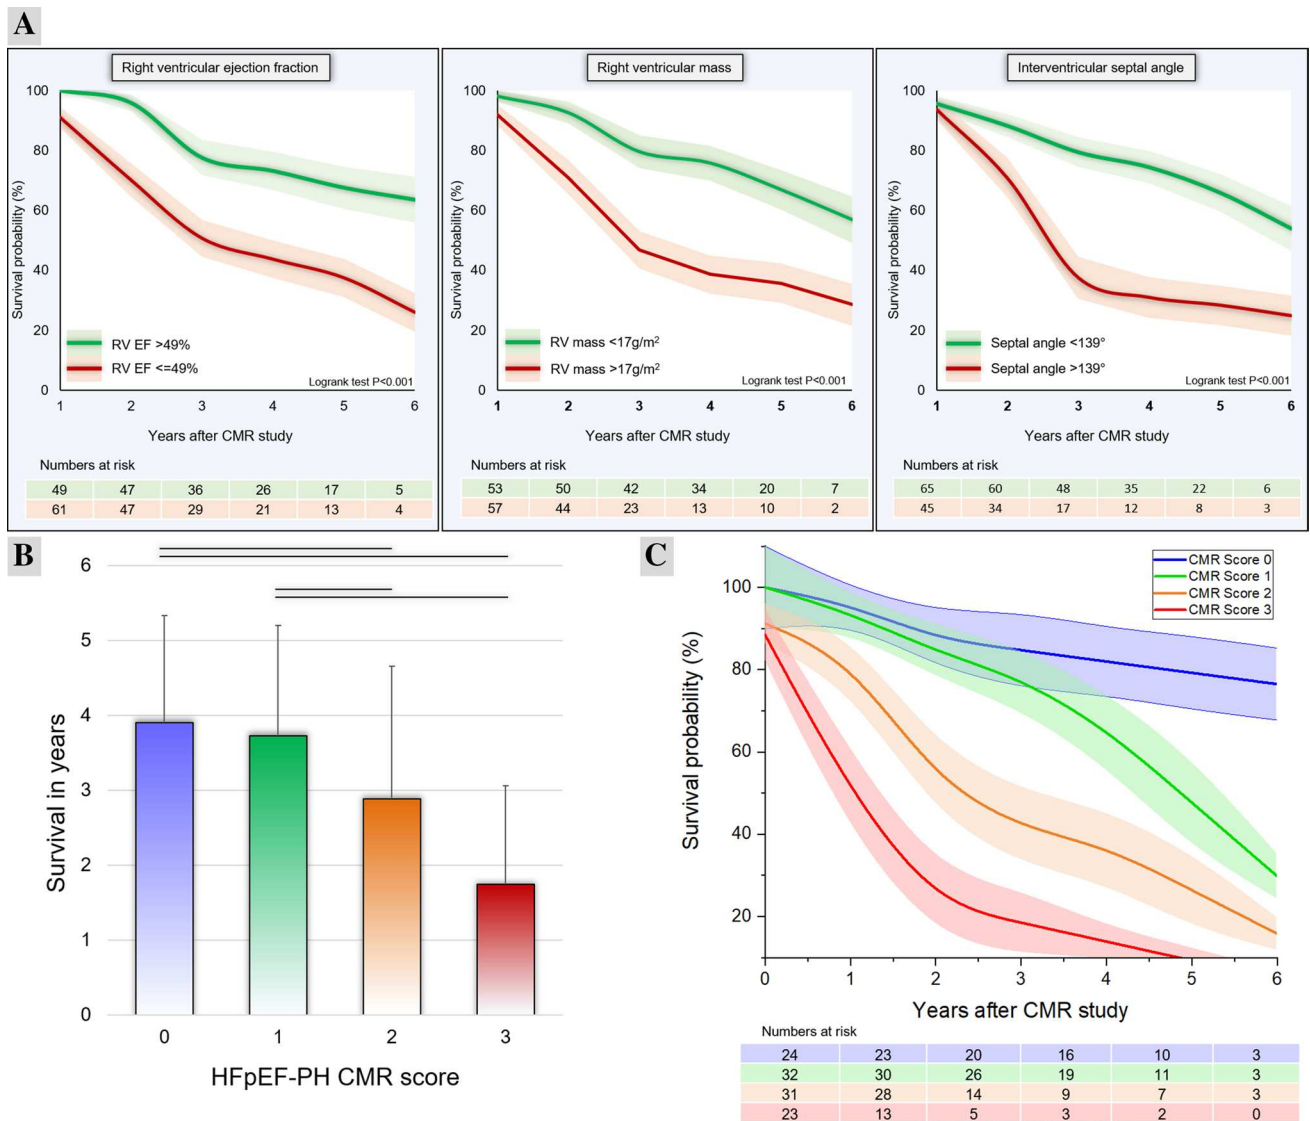 A
Right ventricular ejection fraction
Survival probability (%)
100
80
60
40
20
0
RV EF >49%
RV EF <=49%
Logrank test P<0.001
1 2 3 4 5 6
Years after CMR study
Numbers at risk
49 47 36 26 17 5
61 47 29 21 13 4
Right ventricular mass
Survival probability (%)
100
80
60
40
20
0
RV mass <17g/m²
RV mass >17g/m²
Logrank test P<0.001
1 2 3 4 5 6
Years after CMR study
Numbers at risk
53 50 42 34 20 7
57 44 23 13 10 2
Interventricular septal angle
Survival probability (%)
100
80
60
40
20
0
Septal angle <139°
Septal angle >139°
Logrank test P<0.001
1 2 3 4 5 6
Years after CMR study
Numbers at risk
65 60 48 35 22 6
45 34 17 12 8 3
B
Survival in years
6
5
4
3
2
1
0
0 1 2 3
HFpEF-PH CMR score
C
CMR Score 0
CMR Score 1
CMR Score 2
CMR Score 3
Survival probability (%)
100
80
60
40
20
0 1 2 3 4 5 6
Years after CMR study
Numbers at risk
24 23 20 16 10 3
32 30 26 19 11 3
31 28 14 9 7 3
23 13 5 3 2 0